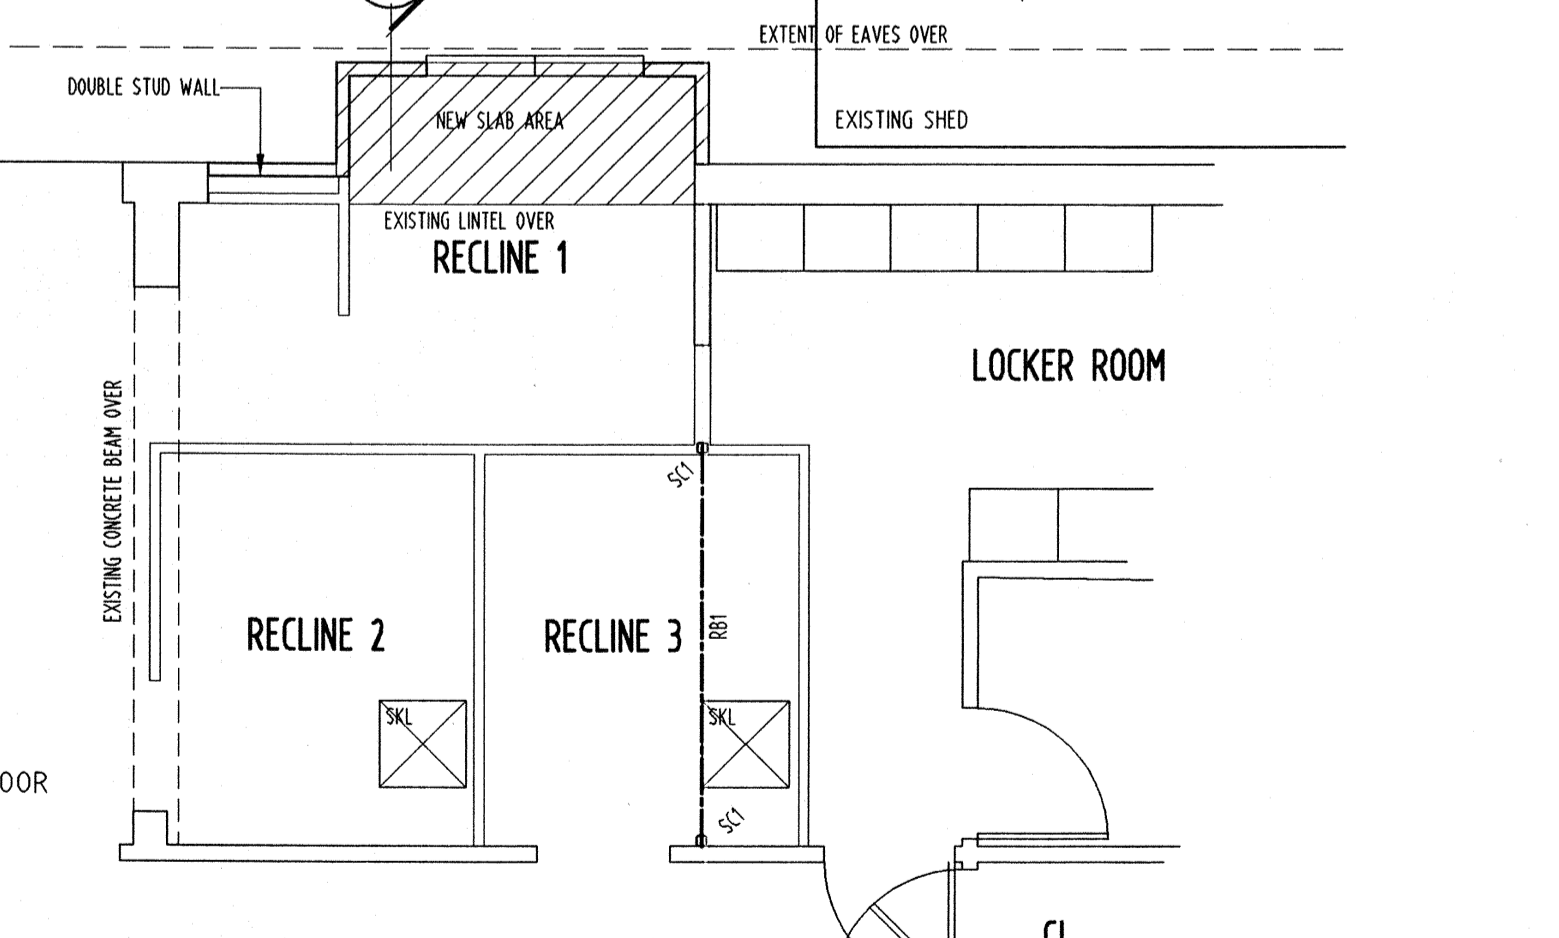 EXTENT OF EAVES OVER
DOUBLE STUD WALL
NEW SLAB AREA
EXISTING SHED
EXISTING LINTEL OVER
RECLINE 1
LOCKER ROOM
EXISTING CONCRETE BEAM OVER
SC1
RB1
RECLINE 2
RECLINE 3
SKL
SKL
OOR
SC1